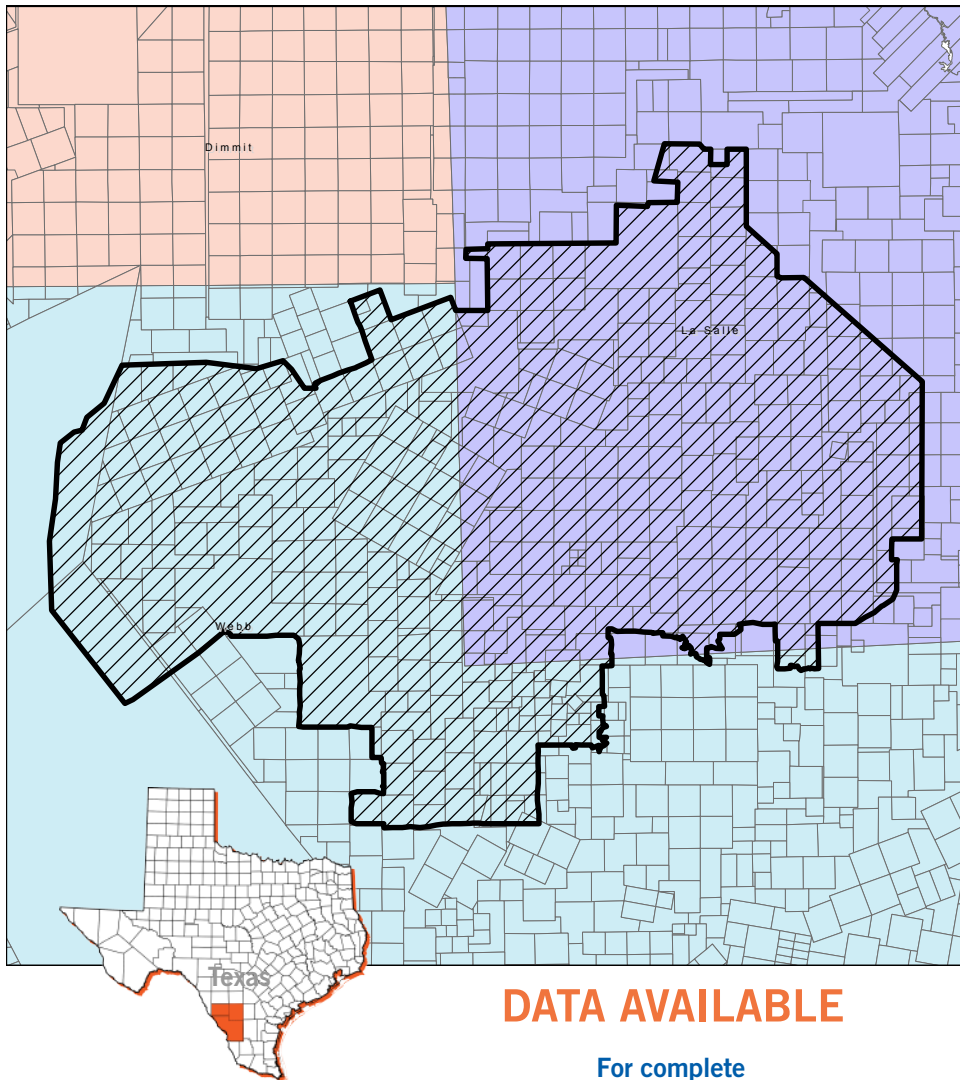 Dimmit
La Salle
Webb
Texas
DATA AVAILABLE
For complete